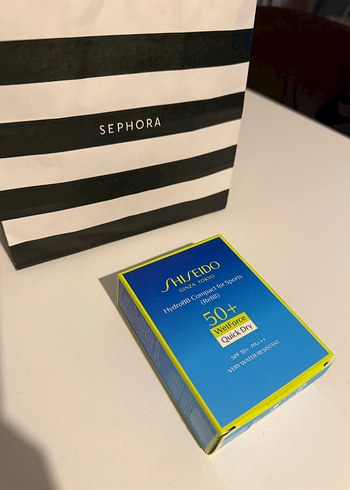 SEPHORA
SHISEIDO
GINZA TOKYO
HydroBB Compact for Sports
(Refill)
50+
WetForce
Quick Dry
SPF 50+ · PA+++
VERY WATER-RESISTANT